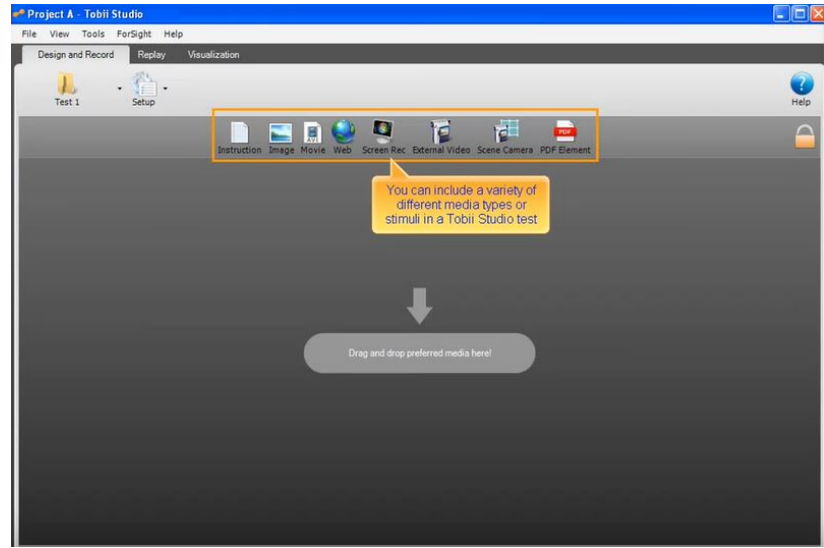 Project A - Tobii Studio
File View Tools ForSight Help
Design and Record Replay Visualization
Test 1 Setup Help
Instruction Image Movie Web Screen Rec External Video Scene Camera PDF Element
AVI
PDF
You can include a variety of
different media types or
stimuli in a Tobii Studio test
Drag and drop preferred media here!